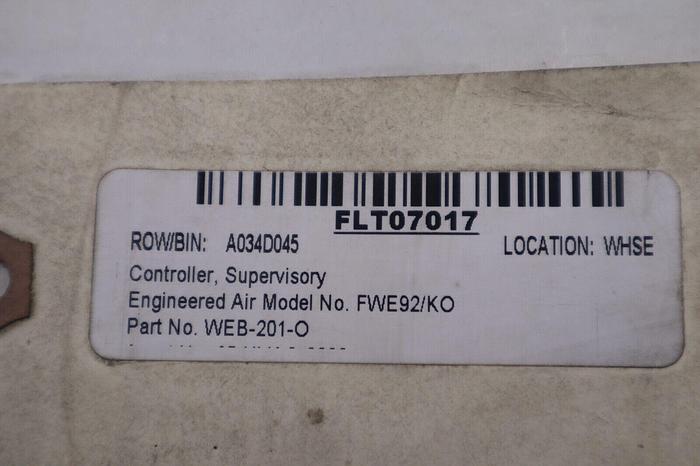 FLT07017
ROW/BIN: A034D045 LOCATION: WHSE
Controller, Supervisory
Engineered Air Model No. FWE92/KO
Part No. WEB-201-O